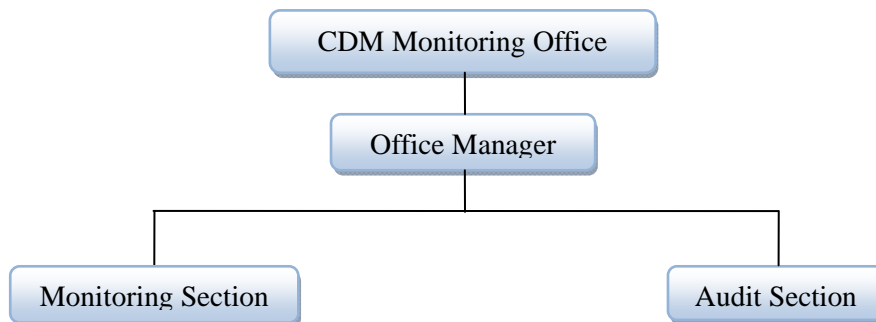 CDM Monitoring Office
Office Manager
Monitoring Section
Audit Section